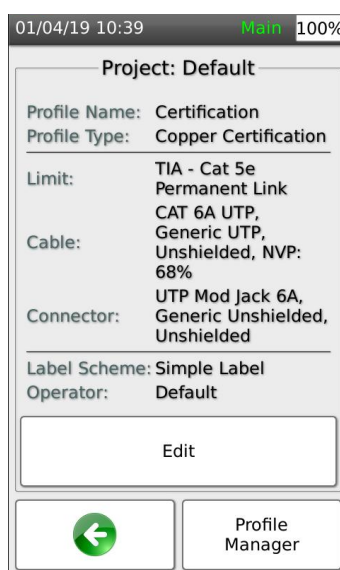 01/04/19 10:39 Main 100%
Project: Default
Profile Name: Certification
Profile Type: Copper Certification
Limit: TIA - Cat 5e
Permanent Link
Cable: CAT 6A UTP,
Generic UTP,
Unshielded, NVP:
68%
Connector: UTP Mod Jack 6A,
Generic Unshielded,
Unshielded
Label Scheme: Simple Label
Operator: Default
Edit
Profile
Manager